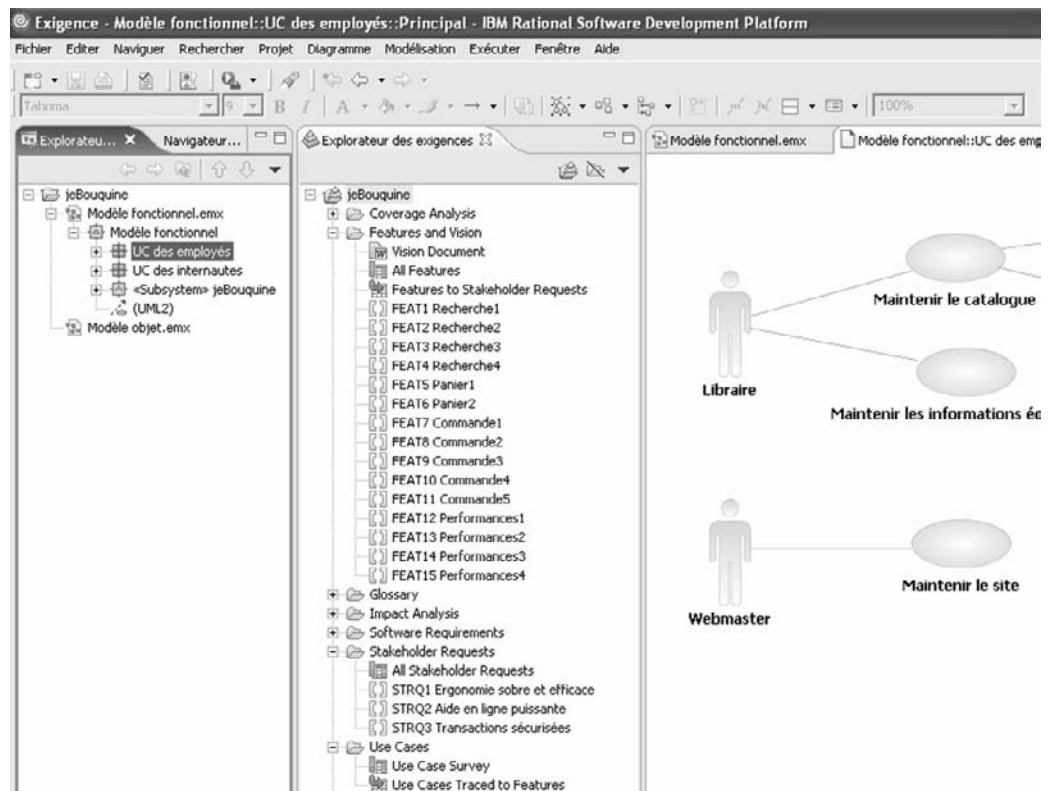 Exigence - Modèle fonctionnel::UC des employés::Principal - IBM Rational Software Development Platform
Fichier Editer Naviguer Rechercher Projet Diagramme Modélisation Exécuter Fenêtre Aide
Tahoma 9 B I A 100%
Explorateu... Navigateur...
jeBouquine
Modèle fonctionnel.emx
Modèle fonctionnel
UC des employés
UC des internautes
«Subsystem» jeBouquine
(UML2)
Modèle objet.emx
Explorateur des exigences
jeBouquine
Coverage Analysis
Features and Vision
Vision Document
All Features
Features to Stakeholder Requests
FEAT1 Recherche1
FEAT2 Recherche2
FEAT3 Recherche3
FEAT4 Recherche4
FEAT5 Panier1
FEAT6 Panier2
FEAT7 Commande1
FEAT8 Commande2
FEAT9 Commande3
FEAT10 Commande4
FEAT11 Commande5
FEAT12 Performances1
FEAT13 Performances2
FEAT14 Performances3
FEAT15 Performances4
Glossary
Impact Analysis
Software Requirements
Stakeholder Requests
All Stakeholder Requests
STRQ1 Ergonomie sobre et efficace
STRQ2 Aide en ligne puissante
STRQ3 Transactions sécurisées
Use Cases
Use Case Survey
Use Cases Traced to Features
Modèle fonctionnel.emx Modèle fonctionnel::UC des emp
Maintenir le catalogue
Libraire
Maintenir les informations éd
Maintenir le site
Webmaster